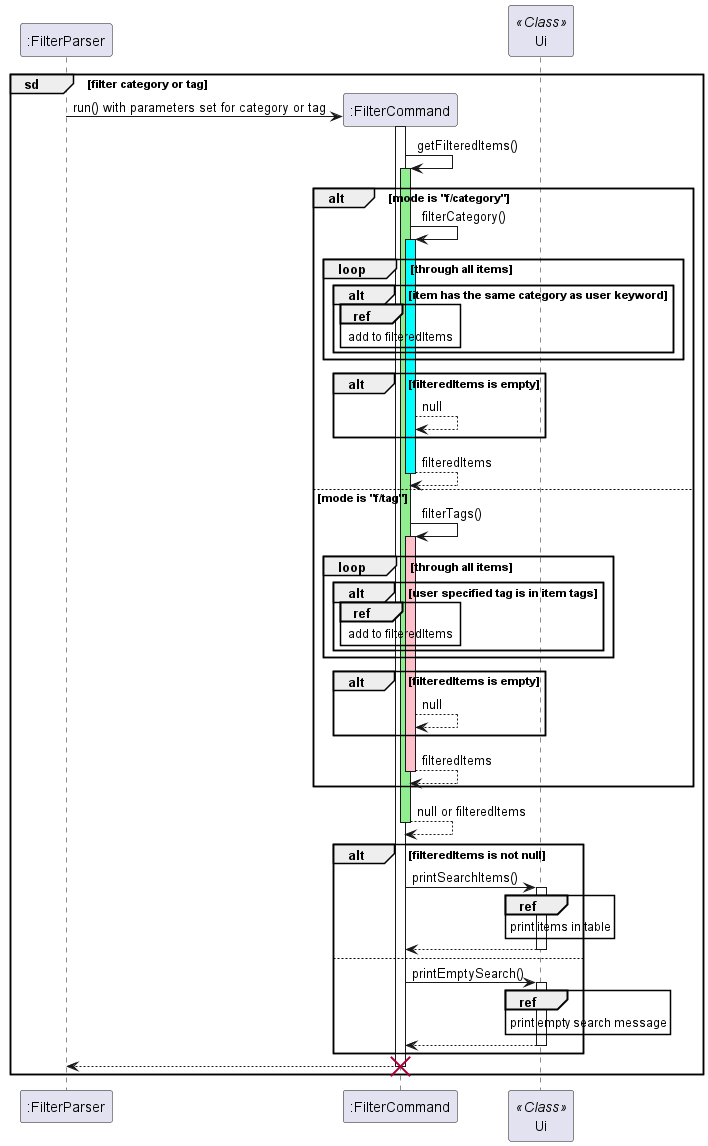 « Class»
:FilterParser
Ui
sd [filter category or tag]
run() with parameters set for category or tag
:FilterCommand
getFilteredItems()
alt [mode is "f/category"]
filterCategory()
loop [through all items]
alt [item has the same category as user keyword]
ref
add to filteredItems
alt [filteredItems is empty]
null
filteredItems
[mode is "f/tag"]
filterTags()
loop [through all items]
alt [user specified tag is in item tags]
ref
add to filteredItems
alt [filteredItems is empty]
null
filteredItems
null or filteredItems
alt [filteredItems is not null]
printSearchItems()
ref
print items in table
printEmptySearch()
ref
print empty search message
:FilterParser
:FilterCommand
« Class»
Ui